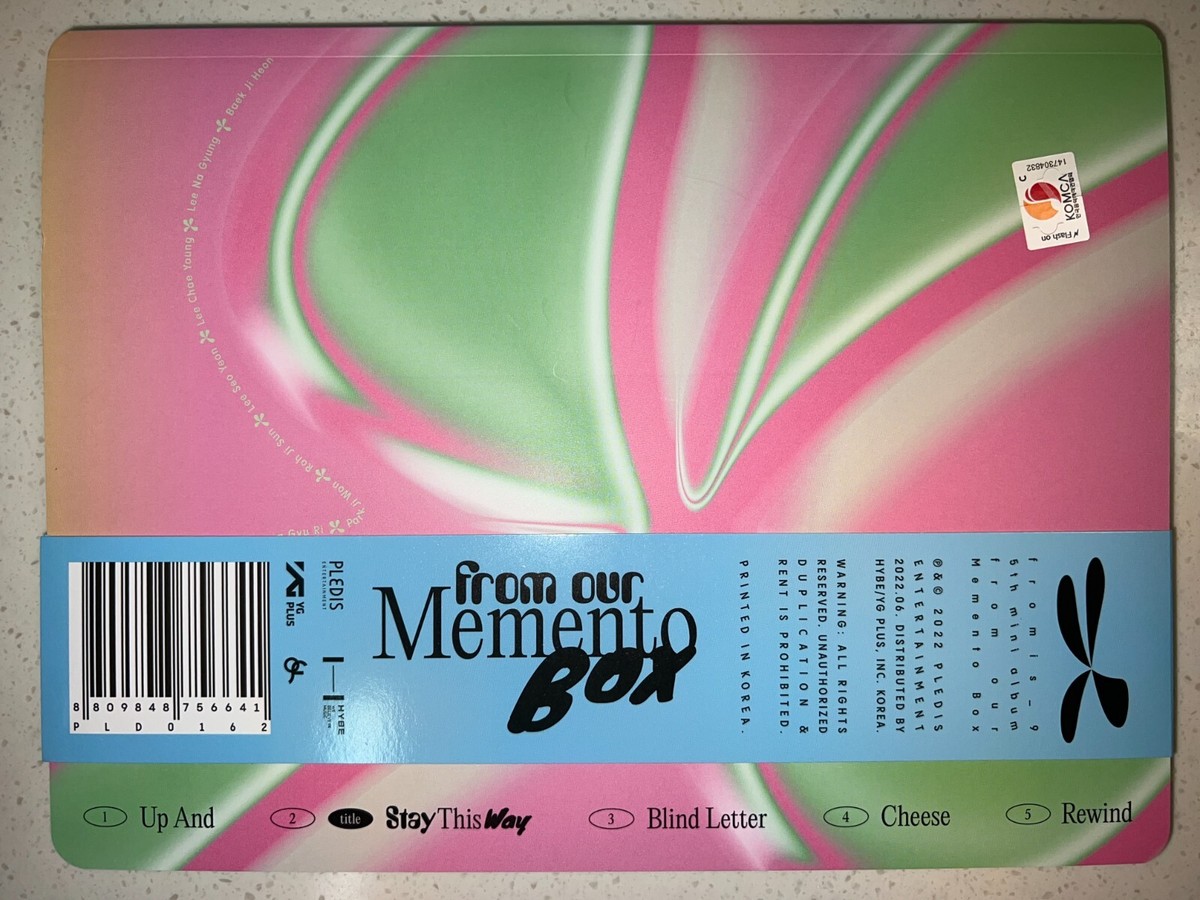 Baek Ji Heon
Lee Na Gyung
Lee Chae Young
Lee Seo Yeon
Roh Ji Sun
Park Ji Won
Gyu Ri
147304832
C
KOMCA
Flash on
8 809848 756641
PLD0162
YG PLUS
PLEDIS
ENTERTAINMENT
HYBE
from our
Memento
Box
WARNING: ALL RIGHTS
RESERVED. UNAUTHORIZED
DUPLICATION &
RENT IS PROHIBITED.
PRINTED IN KOREA.
℗&© 2022 PLEDIS
ENTERTAINMENT
2022.06. DISTRIBUTED BY
HYBE/YG PLUS, INC. KOREA.
fromis_9
5th mini album
from our
Memento Box
1 Up And
2 title Stay This Way
3 Blind Letter
4 Cheese
5 Rewind